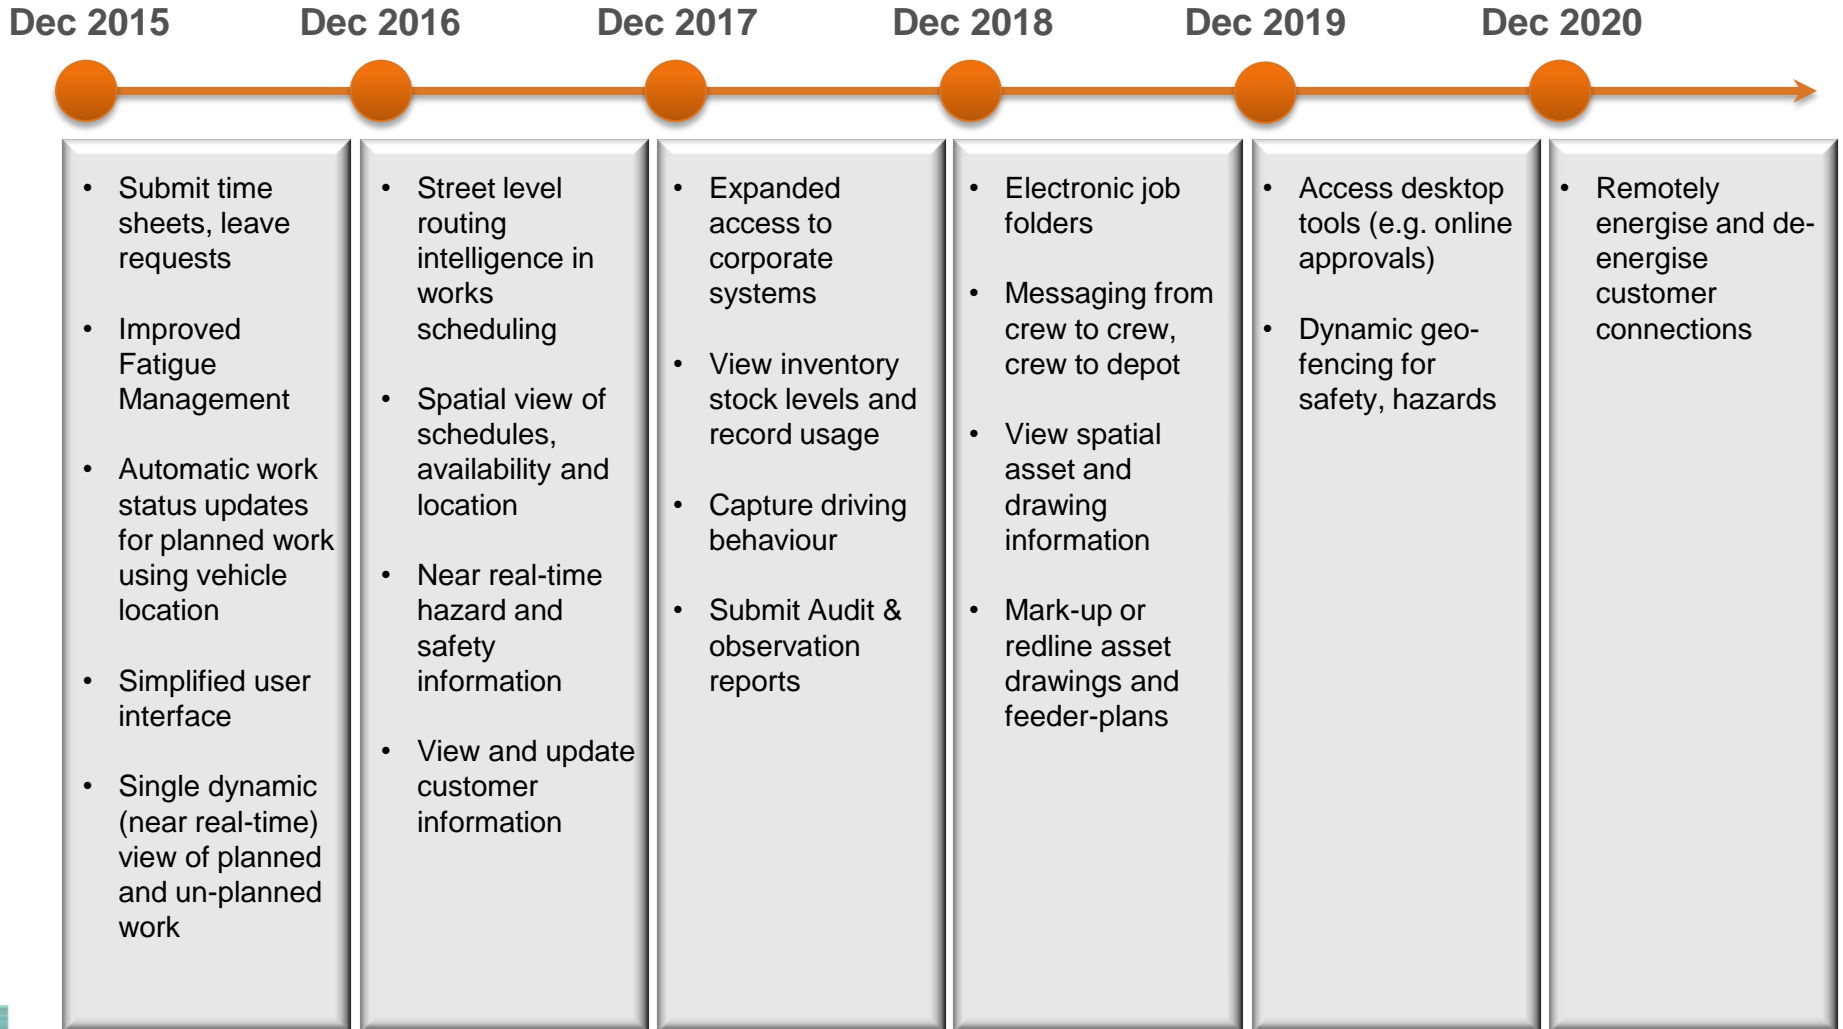 Dec 2015
Dec 2016
Dec 2017
Dec 2018
Dec 2019
Dec 2020
• Submit time
sheets, leave
requests
• Improved
Fatigue
Management
• Automatic work
status updates
for planned work
using vehicle
location
• Simplified user
interface
• Single dynamic
(near real-time)
view of planned
and un-planned
work
• Street level
routing
intelligence in
works
scheduling
• Spatial view of
schedules,
availability and
location
• Near real-time
hazard and
safety
information
• View and update
customer
information
• Expanded
access to
corporate
systems
• View inventory
stock levels and
record usage
• Capture driving
behaviour
• Submit Audit &
observation
reports
• Electronic job
folders
• Messaging from
crew to crew,
crew to depot
• View spatial
asset and
drawing
information
• Mark-up or
redline asset
drawings and
feeder-plans
• Access desktop
tools (e.g. online
approvals)
• Dynamic geo-
fencing for
safety, hazards
• Remotely
energise and de-
energise
customer
connections